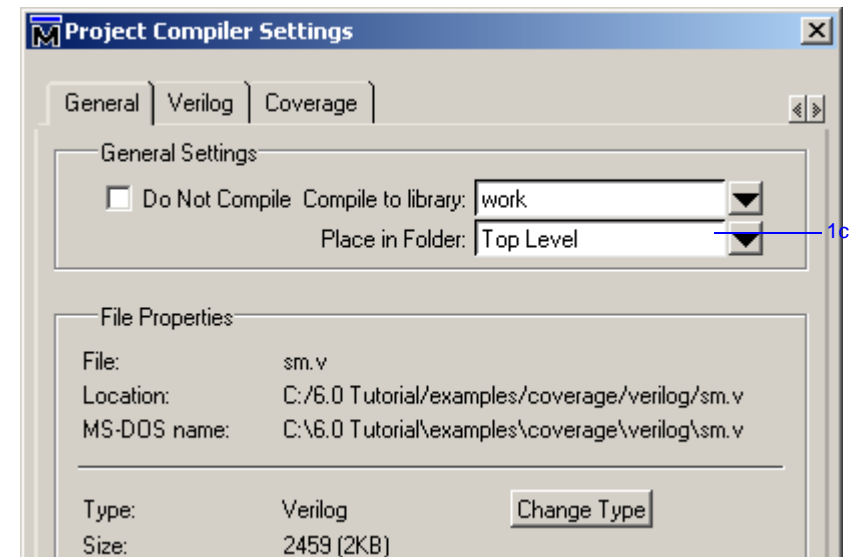 Project Compiler Settings
General Verilog Coverage
General Settings
Do Not Compile Compile to library: work
Place in Folder: Top Level 1c
File Properties
File: sm.v
Location: C:/6.0 Tutorial/examples/coverage/verilog/sm.v
MS-DOS name: C:\6.0 Tutorial\examples\coverage\verilog\sm.v
Type: Verilog Change Type
Size: 2459 (2KB)